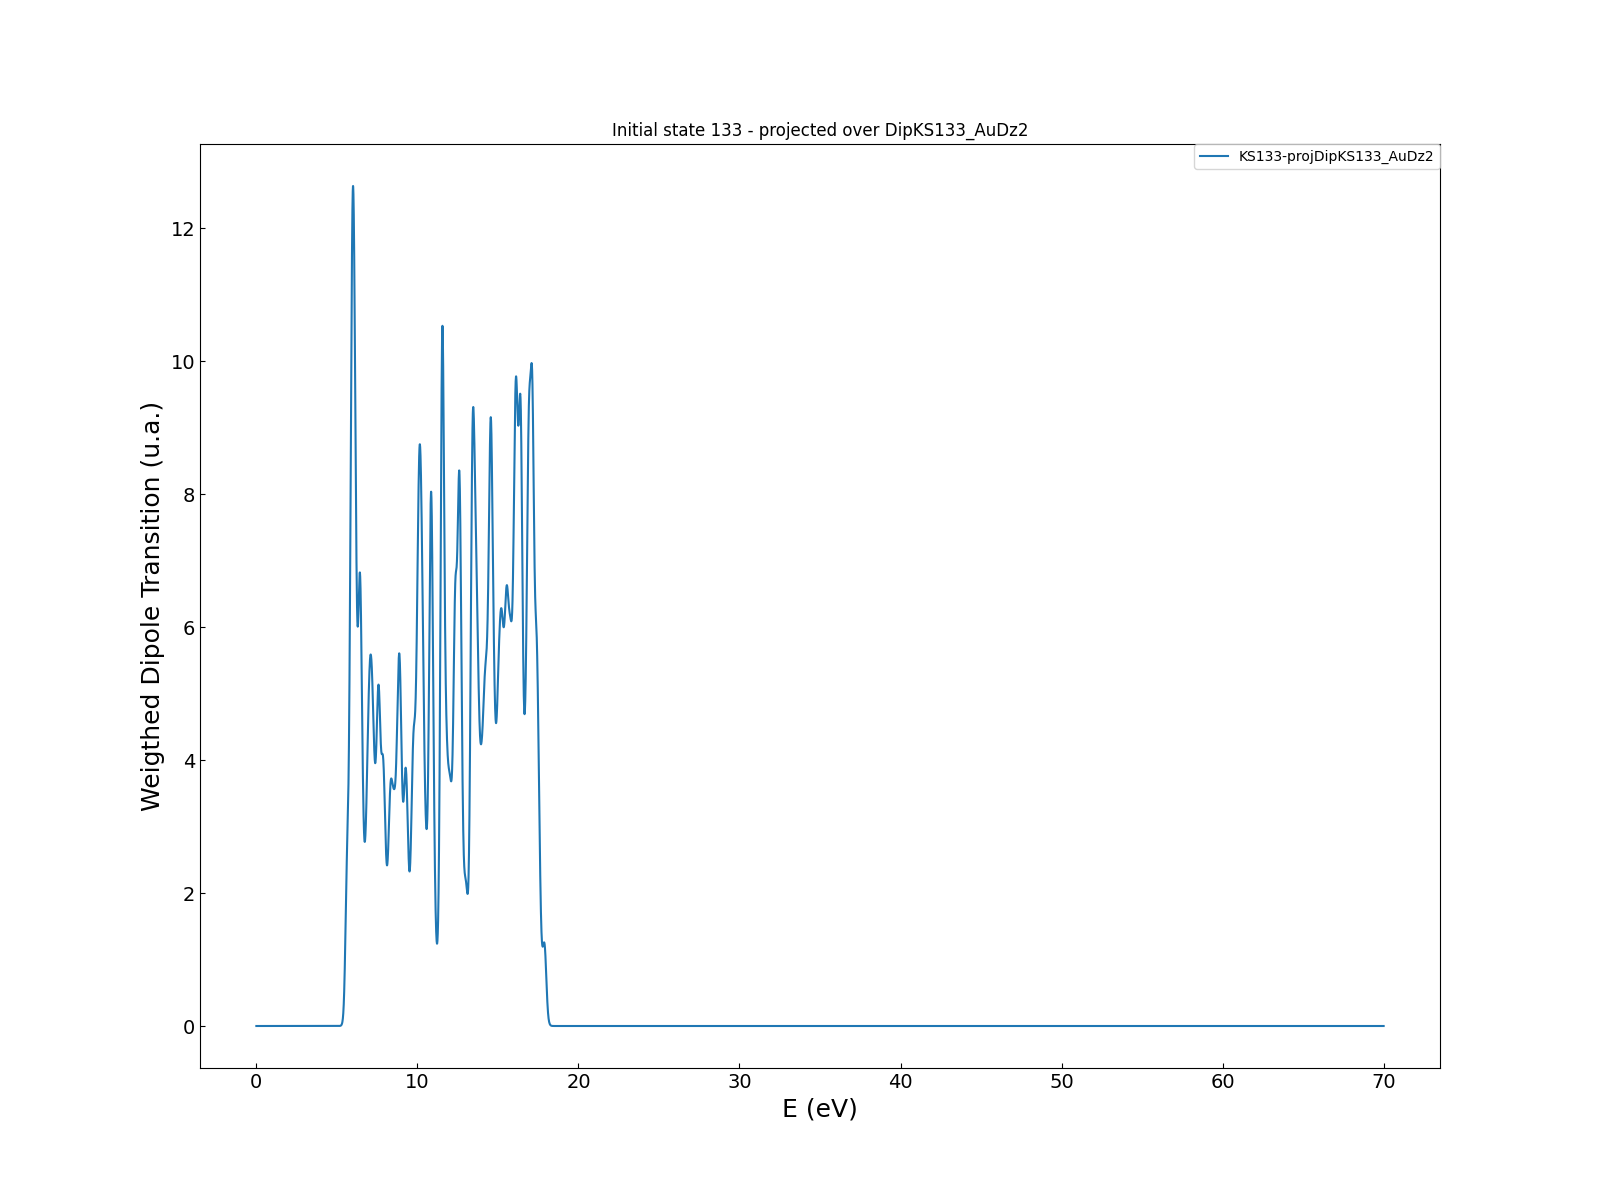 Initial state 133 - projected over DipKS133_AuDz2
KS133-projDipKS133_AuDz2
Weigthed Dipole Transition (u.a.)
12
10
8
6
4
2
0
0 10 20 30 40 50 60 70
E (eV)